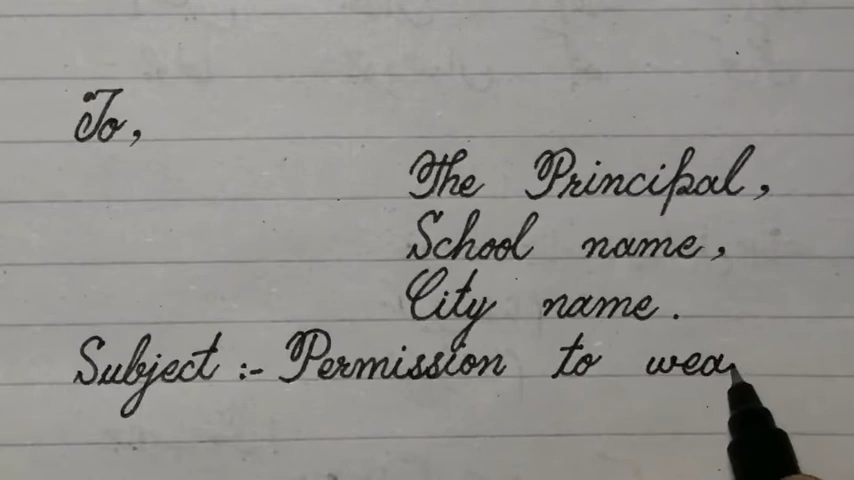 To,
The Principal,
School name,
City name.
Subject :- Permission to wea